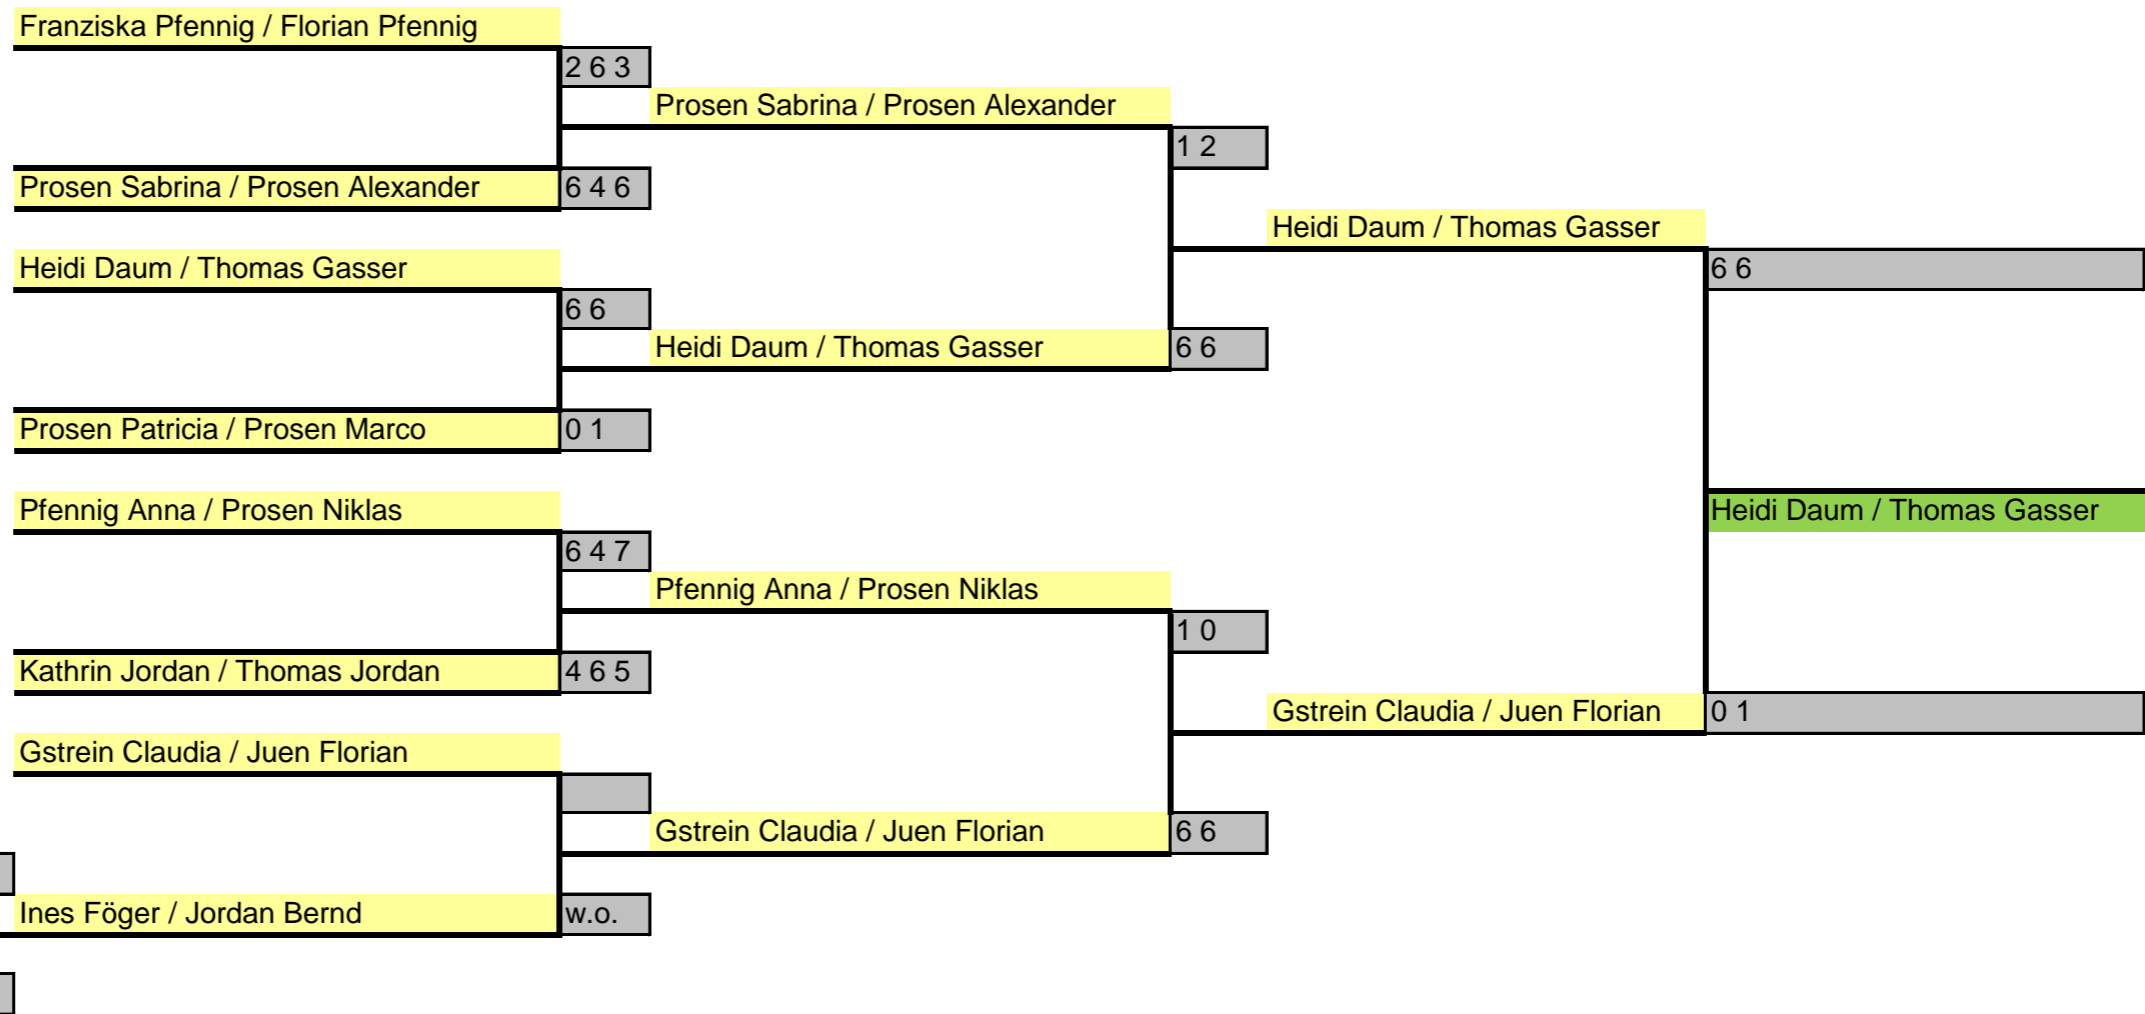 Franziska Pfennig / Florian Pfennig
2 6 3
Prosen Sabrina / Prosen Alexander
1 2
Prosen Sabrina / Prosen Alexander
6 4 6
Heidi Daum / Thomas Gasser
Heidi Daum / Thomas Gasser
6 6
6 6
Heidi Daum / Thomas Gasser
6 6
Prosen Patricia / Prosen Marco
0 1
Pfennig Anna / Prosen Niklas
Heidi Daum / Thomas Gasser
6 4 7
Pfennig Anna / Prosen Niklas
1 0
Kathrin Jordan / Thomas Jordan
4 6 5
Gstrein Claudia / Juen Florian
0 1
Gstrein Claudia / Juen Florian
Gstrein Claudia / Juen Florian
6 6
Ines Föger / Jordan Bernd
w.o.